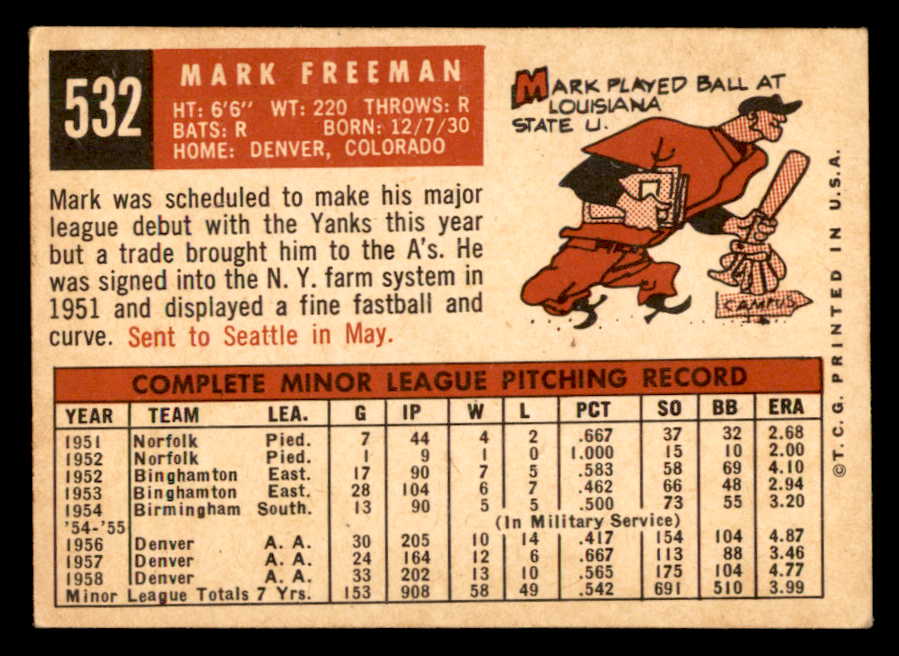 532
MARK FREEMAN
HT: 6'6" WT: 220 THROWS: R
BATS: R BORN: 12/7/30
HOME: DENVER, COLORADO
Mark was scheduled to make his major
league debut with the Yanks this year
but a trade brought him to the A's. He
was signed into the N. Y. farm system in
1951 and displayed a fine fastball and
curve. Sent to Seattle in May.
MARK PLAYED BALL AT
LOUISIANA
STATE U.
CAMPUS
COMPLETE MINOR LEAGUE PITCHING RECORD
YEAR TEAM LEA. G IP W L PCT SO BB ERA
1951 Norfolk Pied. 7 44 4 2 .667 37 32 2.68
1952 Norfolk Pied. 1 9 1 0 1.000 15 10 2.00
1952 Binghamton East. 17 90 7 5 .583 58 69 4.10
1953 Binghamton East. 28 104 6 7 .462 66 48 2.94
1954 Birmingham South. 13 90 5 5 .500 73 55 3.20
'54-'55 (In Military Service)
1956 Denver A. A. 30 205 10 14 .417 154 104 4.87
1957 Denver A. A. 24 164 12 6 .667 113 88 3.46
1958 Denver A. A. 33 202 13 10 .565 175 104 4.77
Minor League Totals 7 Yrs. 153 908 58 49 .542 691 510 3.99
©T. C. G. PRINTED IN U.S.A.